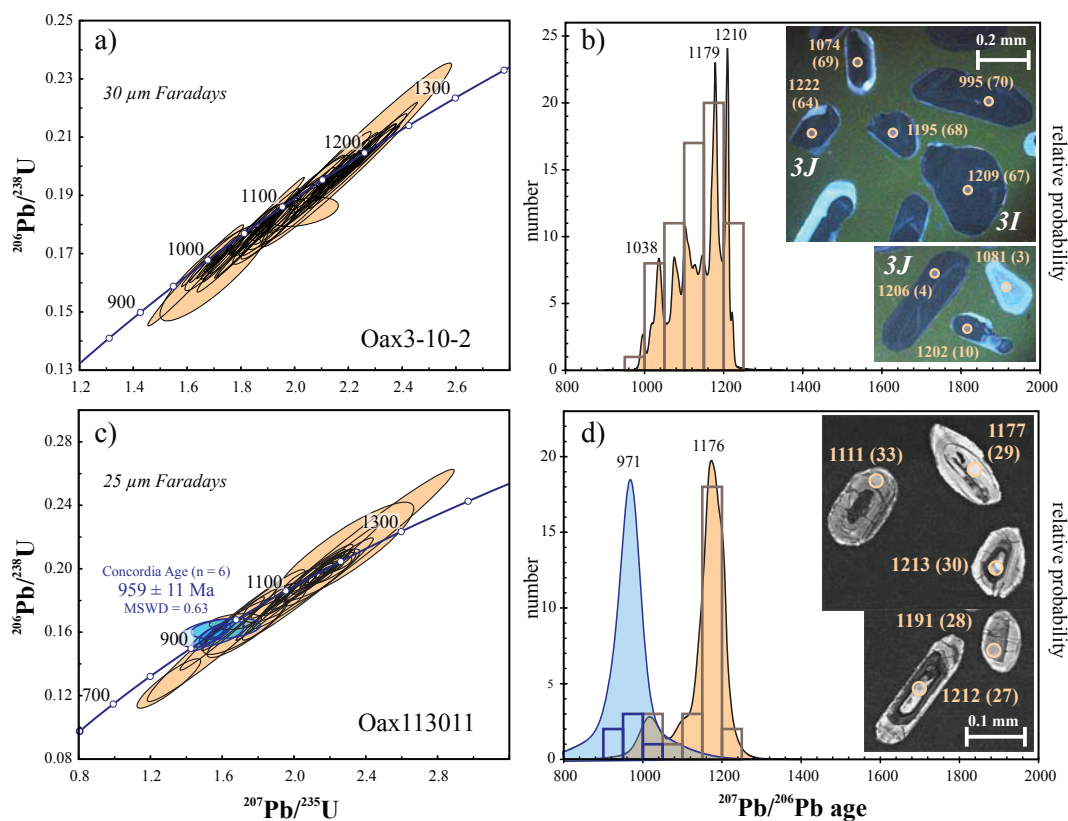 a)
30 µm Faradays
0.25
0.23
0.21
0.19
0.17
0.15
0.13
1300
1200
1100
1000
900
Oax3-10-2
1.2 1.4 1.6 1.8 2.0 2.2 2.4 2.6
206Pb/238U
b)
1210
1179
1038
25
20
15
10
5
0
number
relative probability
800 1000 1200 1400 1600 1800 2000
1074
(69)
0.2 mm
995 (70)
1222
(64)
1195 (68)
3J
1209 (67)
3I
3J
1081 (3)
1206 (4)
1202 (10)
c)
25 µm Faradays
0.28
0.24
0.20
0.16
0.12
0.08
1300
1100
900
700
Concordia Age (n = 6)
959 ± 11 Ma
MSWD = 0.63
Oax113011
0.8 1.2 1.6 2.0 2.4 2.8
206Pb/238U
207Pb/235U
d)
971
1176
20
15
10
5
0
number
relative probability
800 1000 1200 1400 1600 1800 2000
207Pb/206Pb age
1177
(29)
1111 (33)
1213 (30)
1191 (28)
1212 (27)
0.1 mm